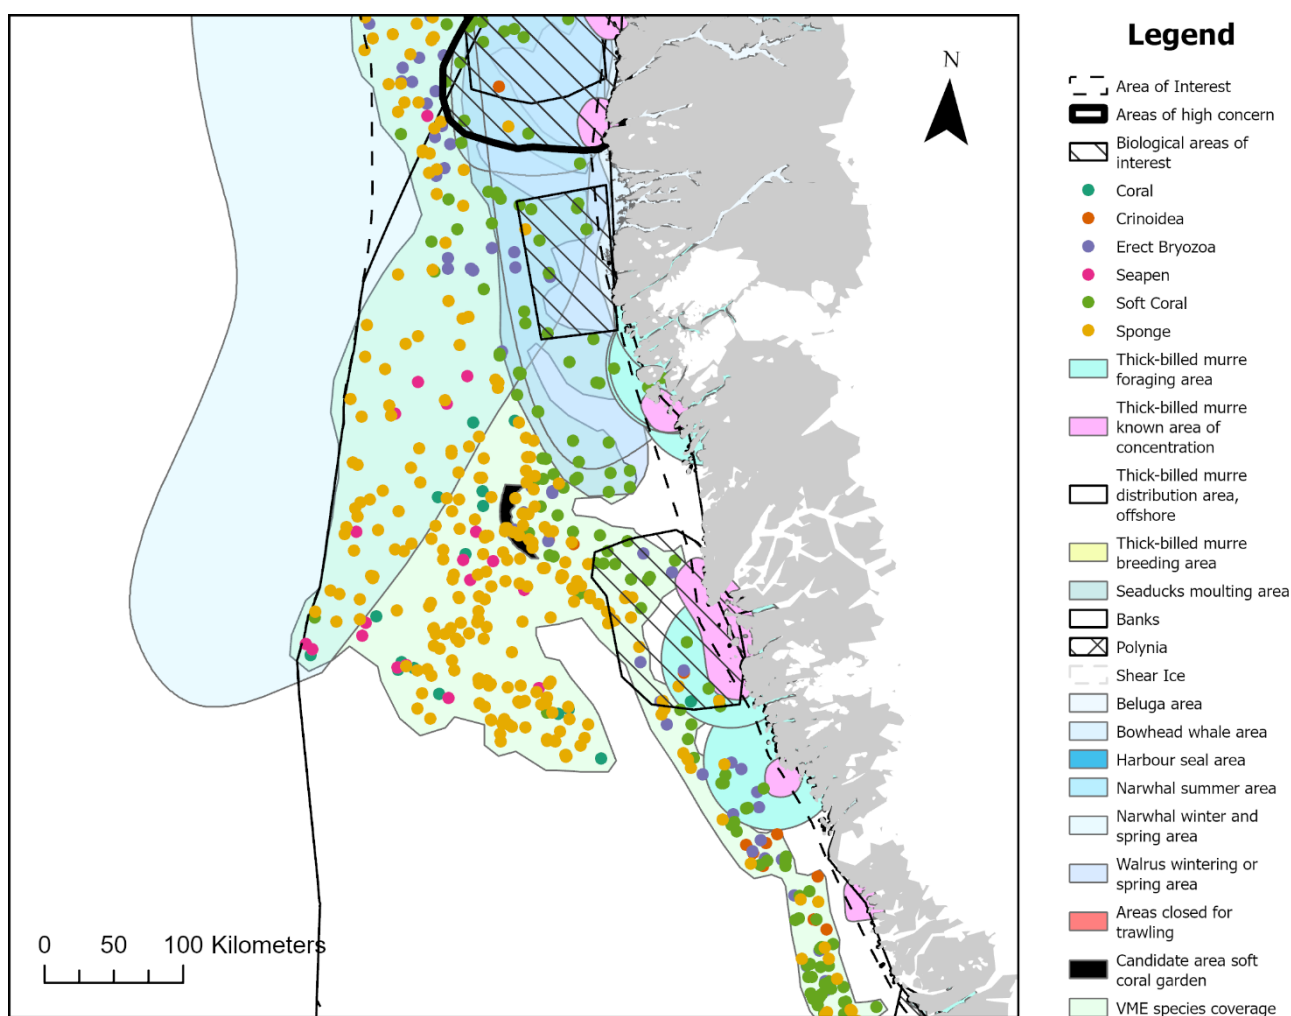 Legend
N
Area of Interest
Areas of high concern
Biological areas of
interest
Coral
Crinoidea
Erect Bryozoa
Seapen
Soft Coral
Sponge
Thick-billed murre
foraging area
Thick-billed murre
known area of
concentration
Thick-billed murre
distribution area,
offshore
Thick-billed murre
breeding area
Seaducks moulting area
Banks
Polynia
Shear Ice
Beluga area
Bowhead whale area
Harbour seal area
Narwhal summer area
Narwhal winter and
spring area
Walrus wintering or
spring area
Areas closed for
trawling
Candidate area soft
coral garden
VME species coverage
0 50 100 Kilometers